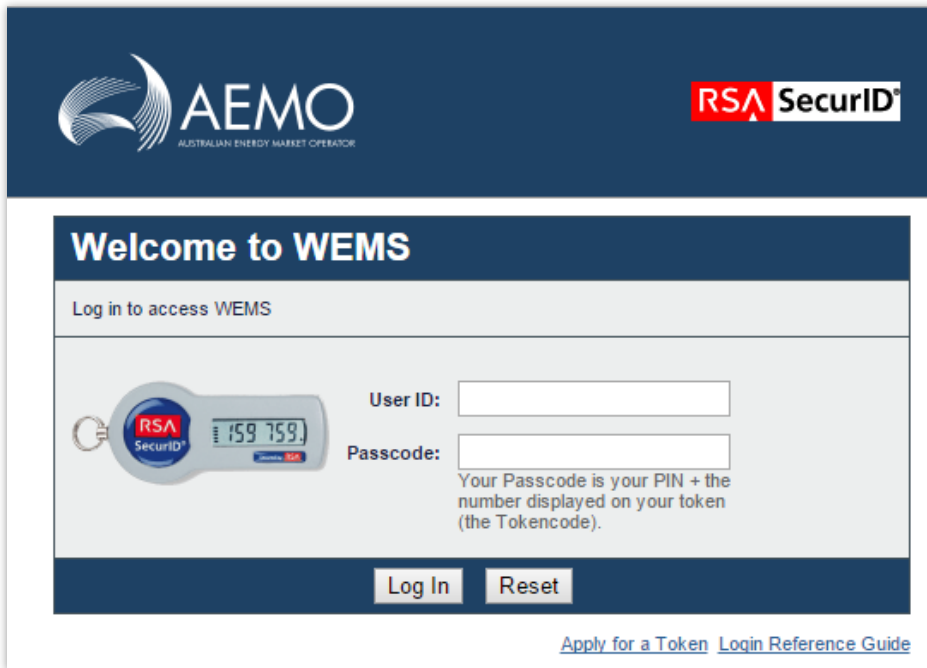 AEMO
AUSTRALIAN ENERGY MARKET OPERATOR
RSA SecurID®
Welcome to WEMS
Log in to access WEMS
RSA
SecurID®
159 759
User ID:
Passcode:
Your Passcode is your PIN + the
number displayed on your token
(the Tokencode).
Log In
Reset
Apply for a Token
Login Reference Guide